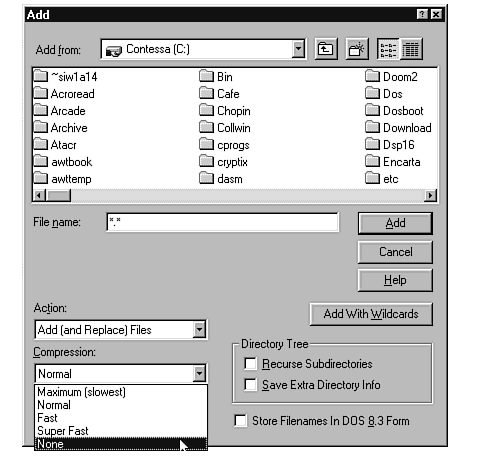 Add
Add from: Contessa (C:)
~siw1a14 Bin Doom2
Acroread Cafe Dos
Arcade Chopin Dosboot
Archive Collwin Download
Atacr cprogs Dsp16
awtbook cryptix Encarta
awttemp dasm etc
File name: *.* Add
Cancel
Help
Action: Add With Wildcards
Add (and Replace) Files
Directory Tree
Compression:
Recurse Subdirectories
Normal
Save Extra Directory Info
Maximum (slowest)
Normal
Fast
Store Filenames In DOS 8.3 Form
Super Fast
None